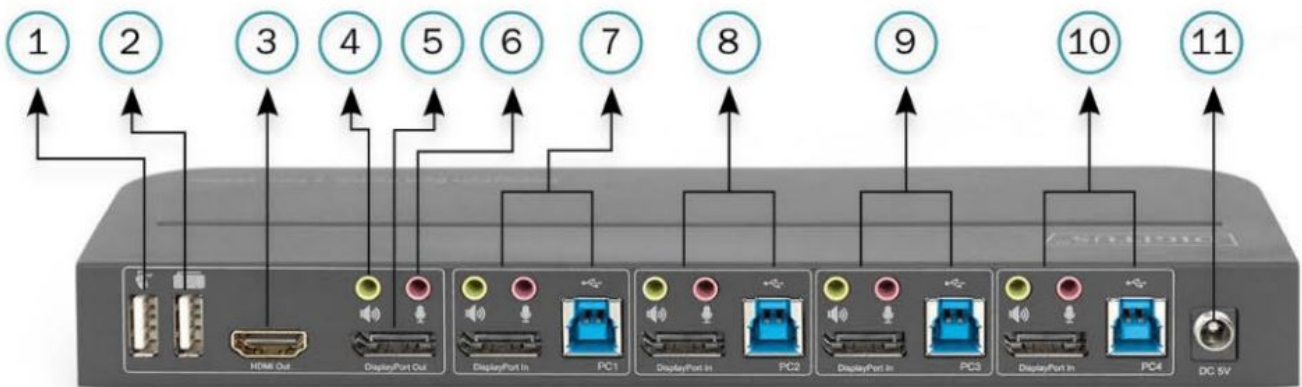 1 2 3 4 5 6 7 8 9 10 11
DIGITUS
HDMI Out DisplayPort Out DisplayPort In PC1 DisplayPort In PC2 DisplayPort In PC3 DisplayPort In PC4 DC 5V